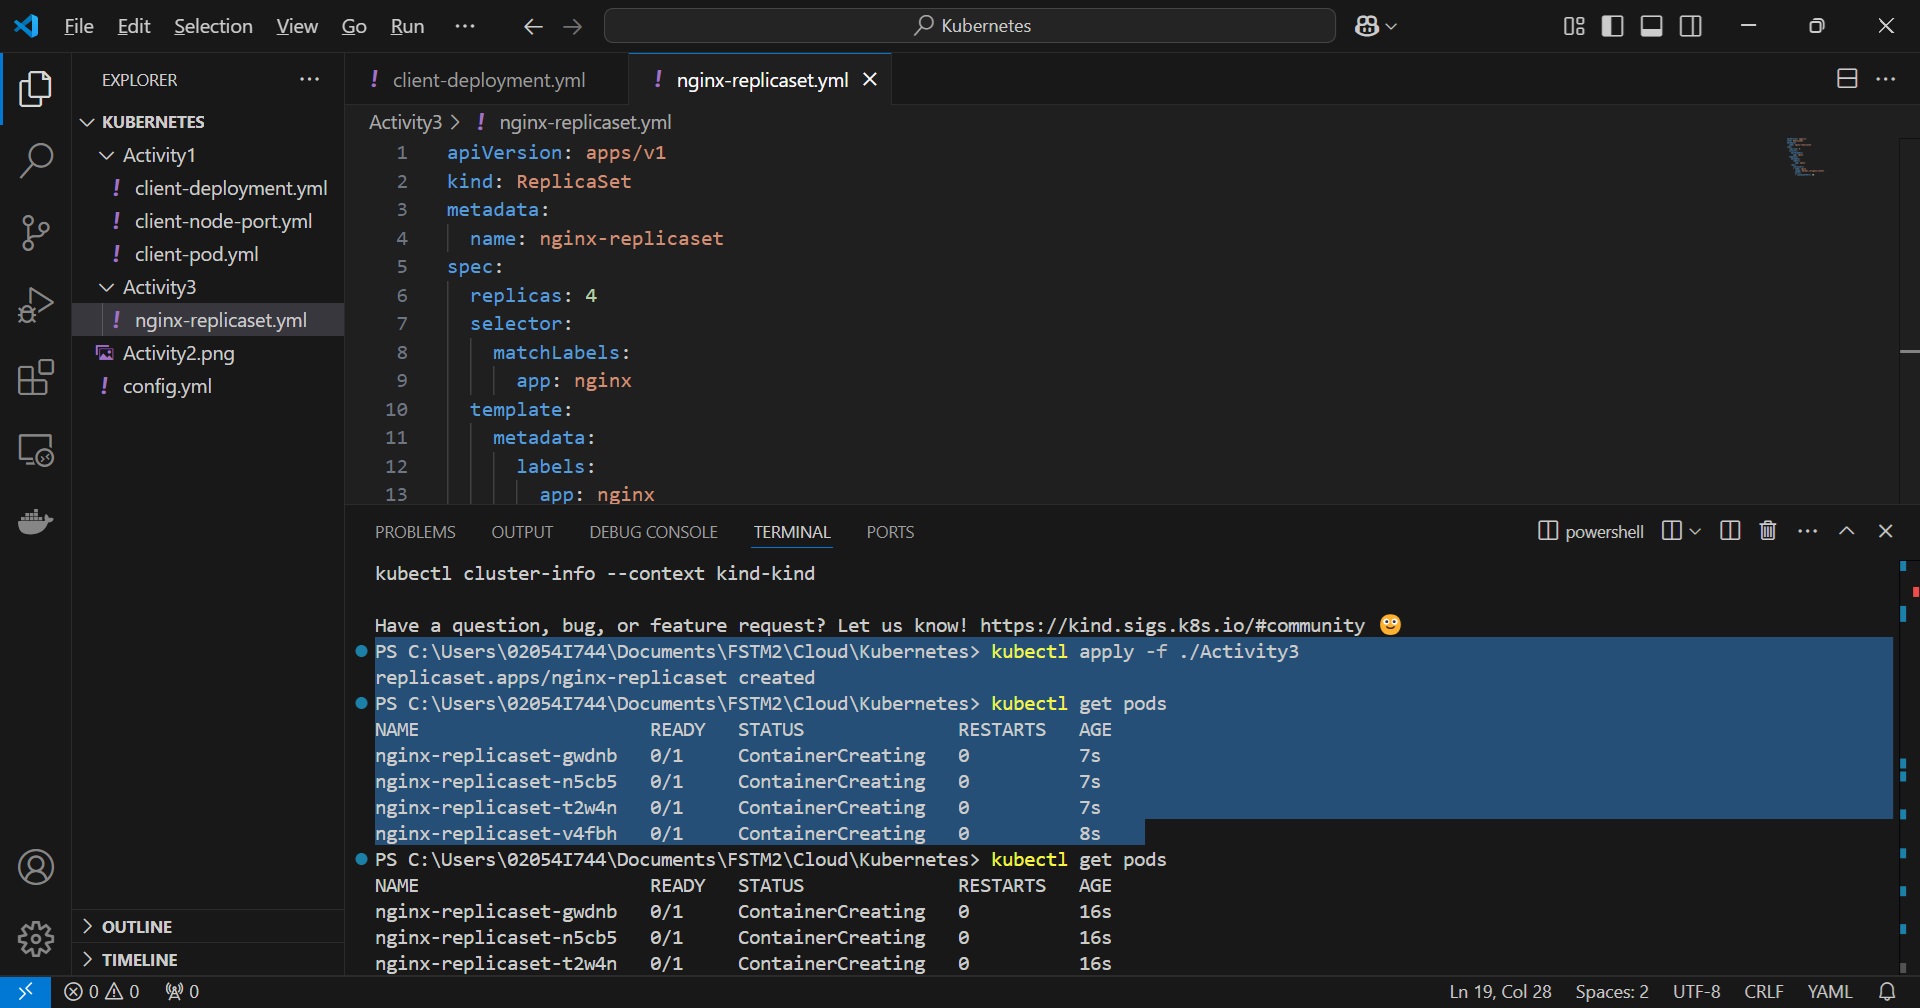 File Edit Selection View Go Run ··· Kubernetes
EXPLORER
KUBERNETES
Activity1
! client-deployment.yml
! client-node-port.yml
! client-pod.yml
Activity3
! nginx-replicaset.yml
Activity2.png
! config.yml
OUTLINE
TIMELINE
! client-deployment.yml ! nginx-replicaset.yml
Activity3 > ! nginx-replicaset.yml
1 apiVersion: apps/v1
2 kind: ReplicaSet
3 metadata:
4 name: nginx-replicaset
5 spec:
6 replicas: 4
7 selector:
8 matchLabels:
9 app: nginx
10 template:
11 metadata:
12 labels:
13 app: nginx
PROBLEMS OUTPUT DEBUG CONSOLE TERMINAL PORTS powershell
kubectl cluster-info --context kind-kind
Have a question, bug, or feature request? Let us know! https://kind.sigs.k8s.io/#community 🙂
PS C:\Users\02054I744\Documents\FSTM2\Cloud\Kubernetes> kubectl apply -f ./Activity3
replicaset.apps/nginx-replicaset created
PS C:\Users\02054I744\Documents\FSTM2\Cloud\Kubernetes> kubectl get pods
NAME READY STATUS RESTARTS AGE
nginx-replicaset-gwdnb 0/1 ContainerCreating 0 7s
nginx-replicaset-n5cb5 0/1 ContainerCreating 0 7s
nginx-replicaset-t2w4n 0/1 ContainerCreating 0 7s
nginx-replicaset-v4fbh 0/1 ContainerCreating 0 8s
PS C:\Users\02054I744\Documents\FSTM2\Cloud\Kubernetes> kubectl get pods
NAME READY STATUS RESTARTS AGE
nginx-replicaset-gwdnb 0/1 ContainerCreating 0 16s
nginx-replicaset-n5cb5 0/1 ContainerCreating 0 16s
nginx-replicaset-t2w4n 0/1 ContainerCreating 0 16s
0 0 0 Ln 19, Col 28 Spaces: 2 UTF-8 CRLF YAML